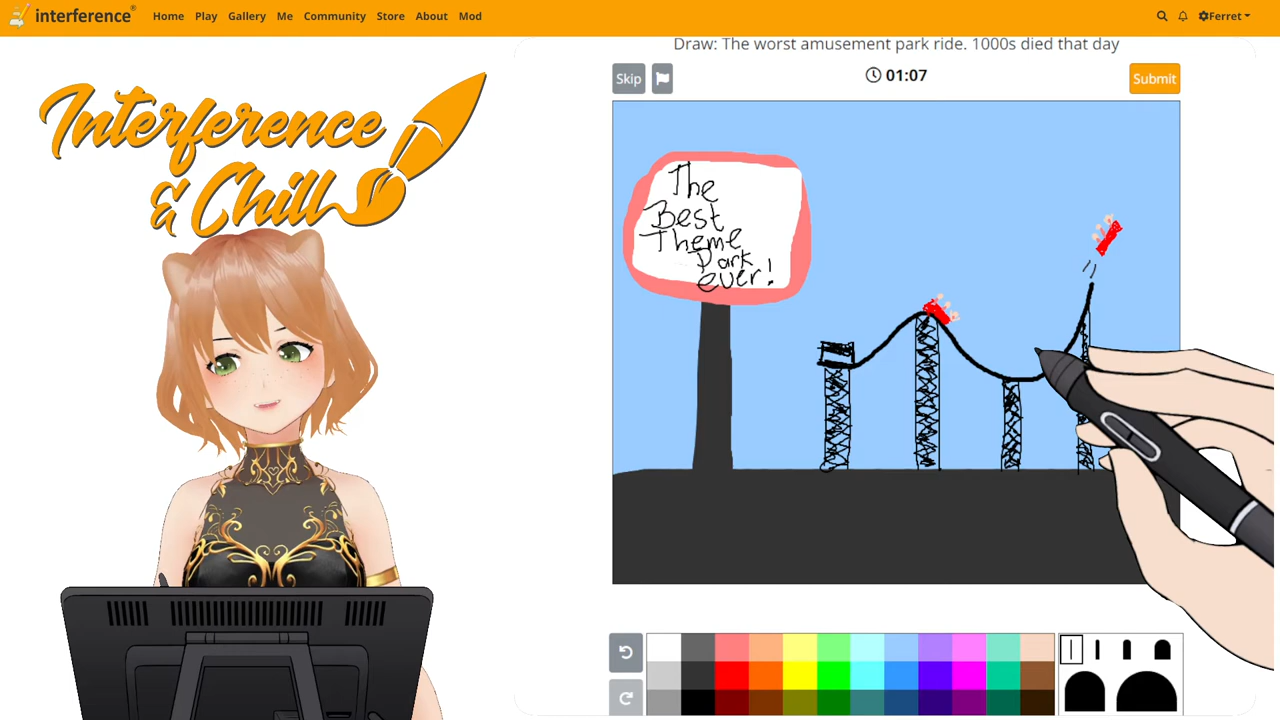 interference®
Home Play Gallery Me Community Store About Mod
Ferret
Interference
& Chill
Draw: The worst amusement park ride. 1000s died that day
Skip
01:07
Submit
The
Best
Theme
Park
ever!